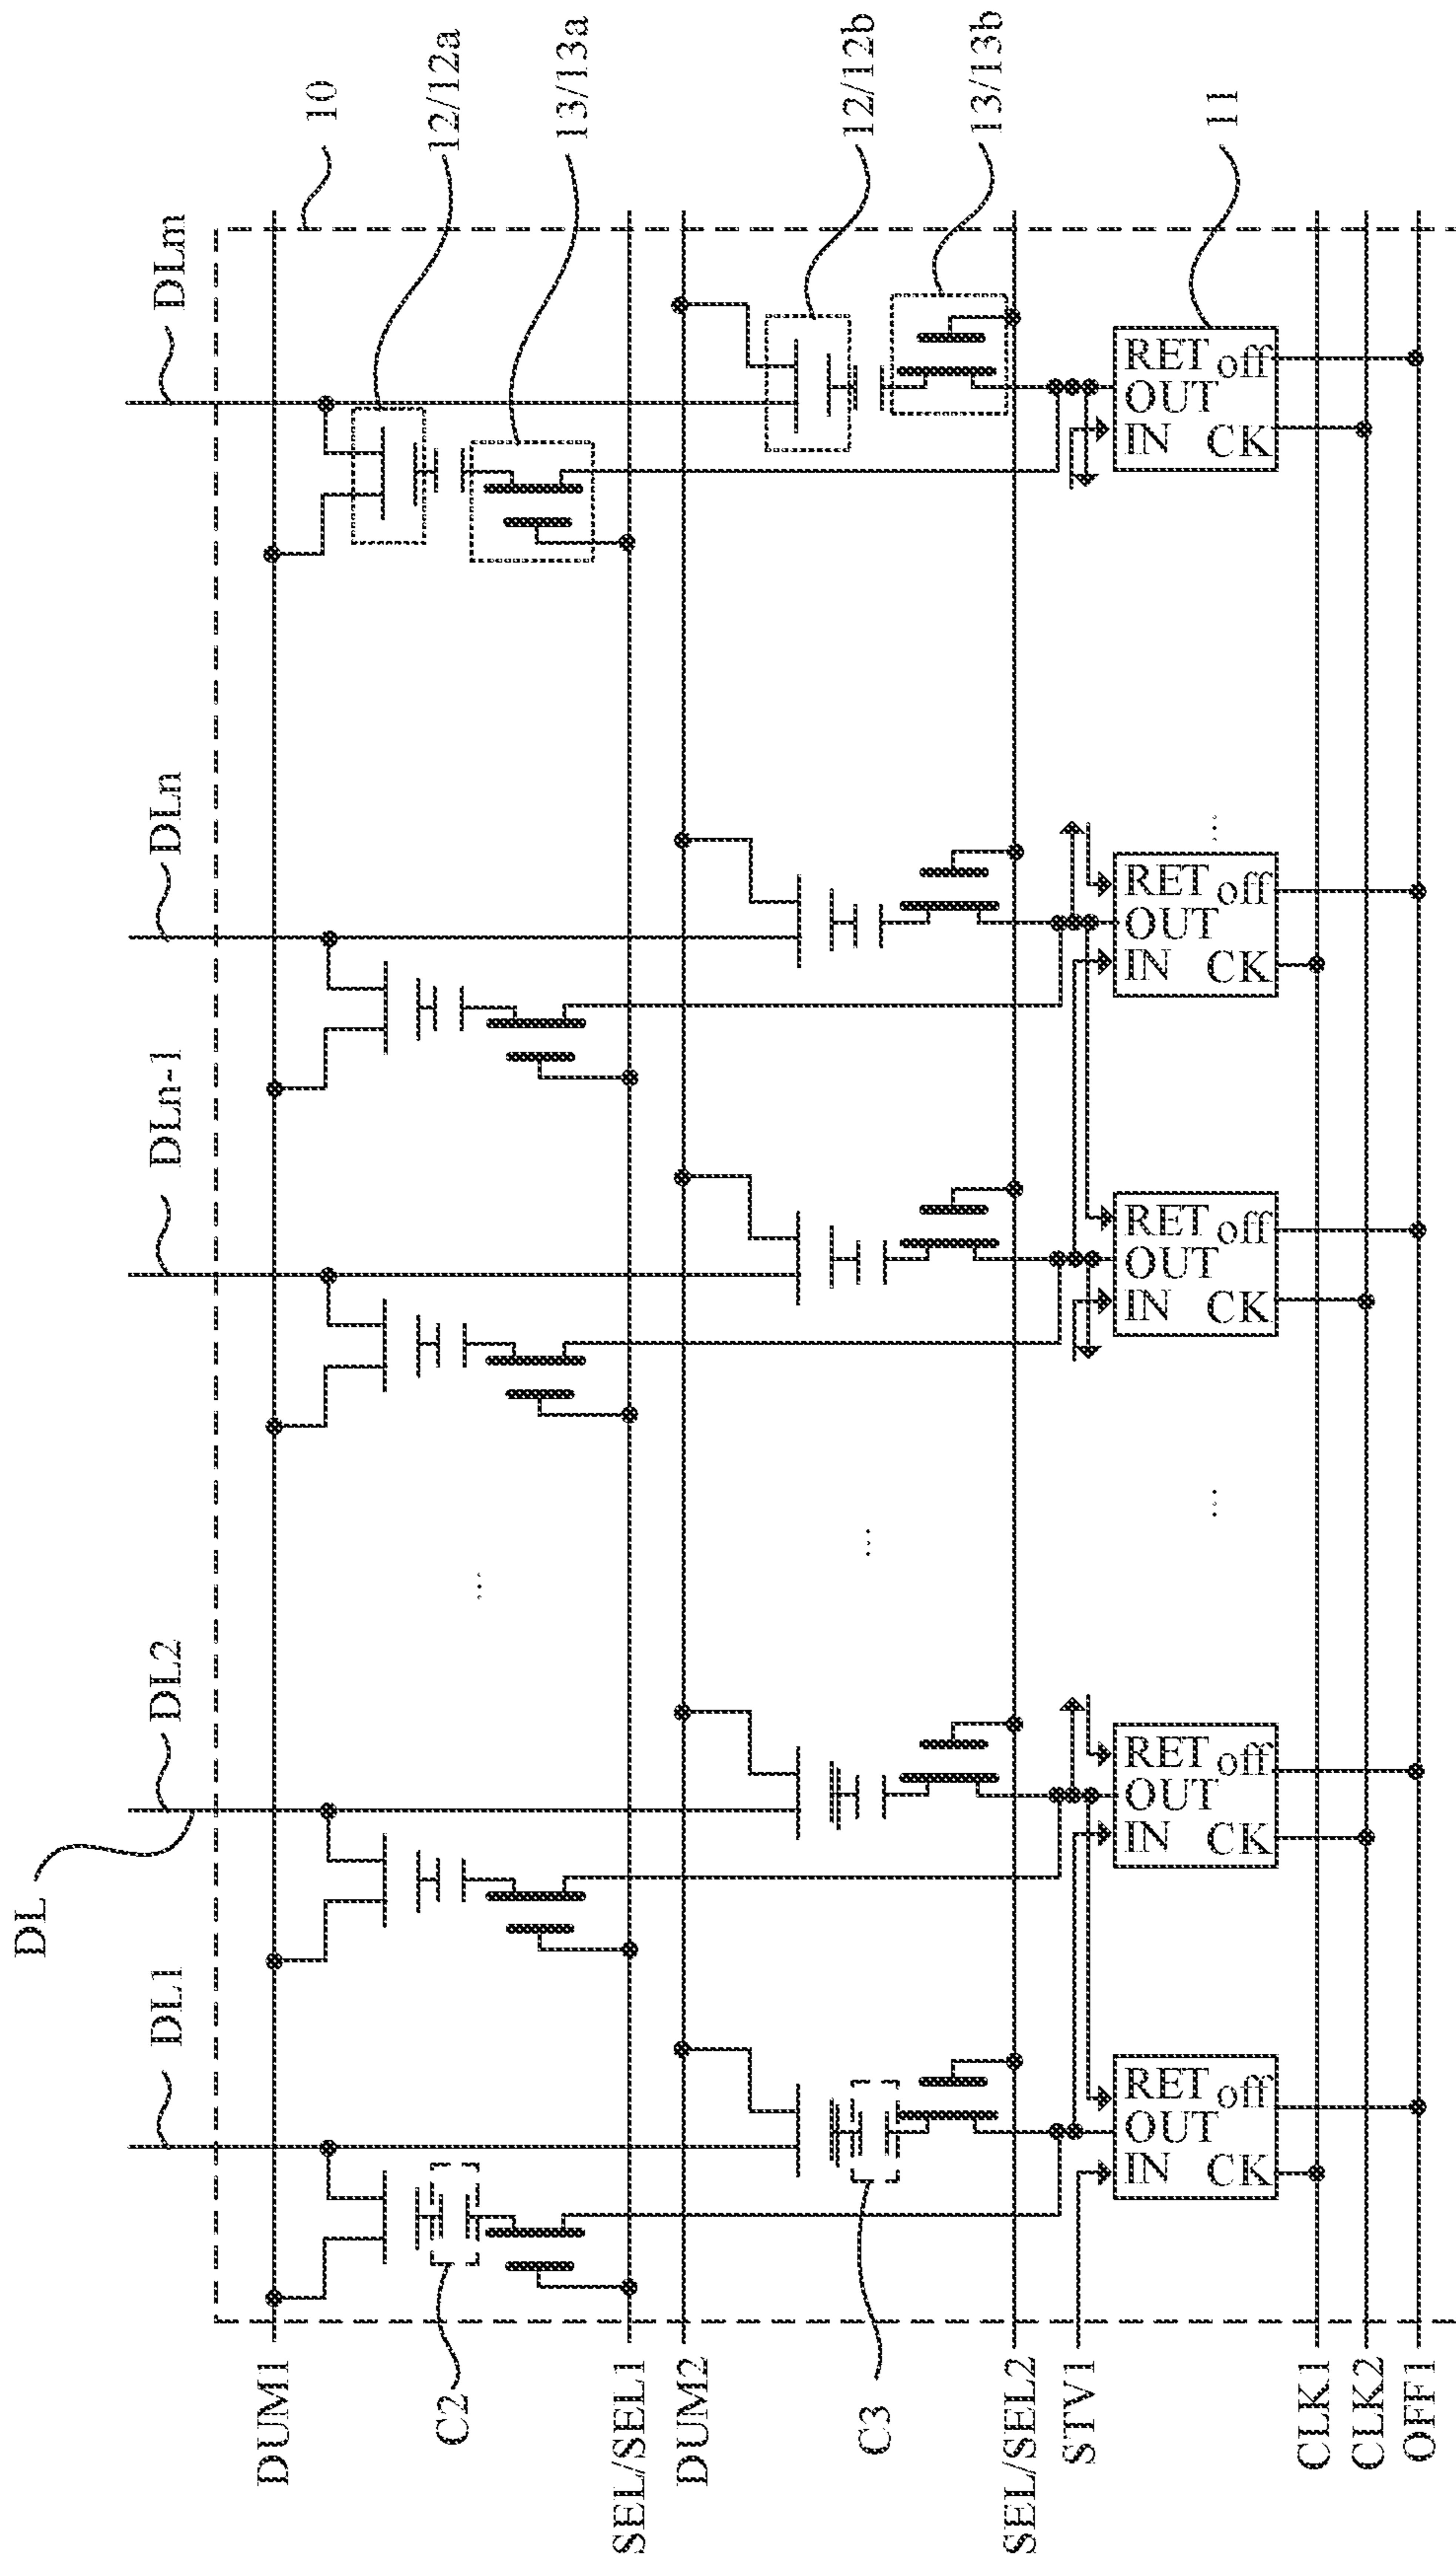 DL
DL1
DL2
DLn-1
DLn
DLm
10
12/12a
13/13a
12/12b
13/13b
11
DUM1
C2
SEL/SEL1
DUM2
C3
SEL/SEL2
STV1
CLK1
CLK2
OFF1
...
...
...
...
RET
OUT
IN
off
CK
RET
OUT
IN
off
CK
RET
OUT
IN
off
CK
RET
OUT
IN
off
CK
RET
OUT
IN
off
CK